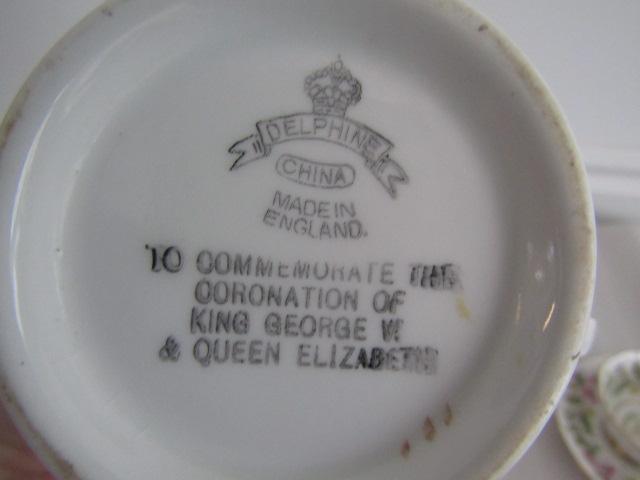 DELPHINE
CHINA
MADE IN
ENGLAND.
TO COMMEMORATE THE
CORONATION OF
KING GEORGE VI
& QUEEN ELIZABETH